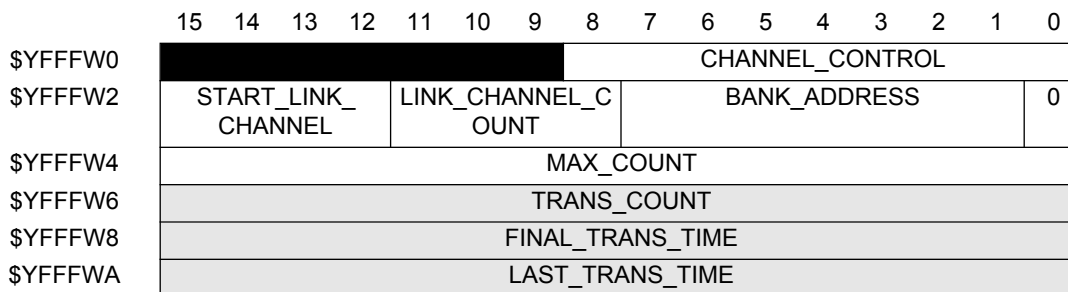 15 14 13 12 11 10 9 8 7 6 5 4 3 2 1 0
$YFFFW0 CHANNEL_CONTROL
$YFFFW2 START_LINK_ LINK_CHANNEL_C BANK_ADDRESS 0
CHANNEL OUNT
$YFFFW4 MAX_COUNT
$YFFFW6 TRANS_COUNT
$YFFFW8 FINAL_TRANS_TIME
$YFFFWA LAST_TRANS_TIME